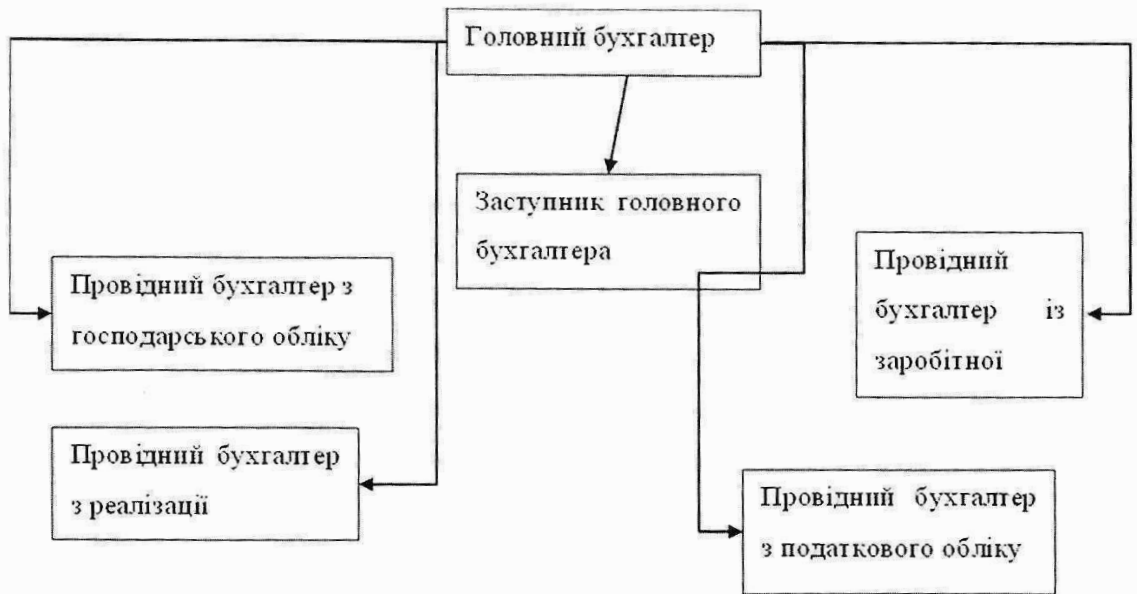 Головний бухгалтер
Заступник головного
бухгалтера
Провідний бухгалтер з
господарського обліку
Провідний
бухгалтер із
заробітної
Провідний бухгалтер
з реалізації
Провідний бухгалтер
з податкового обліку